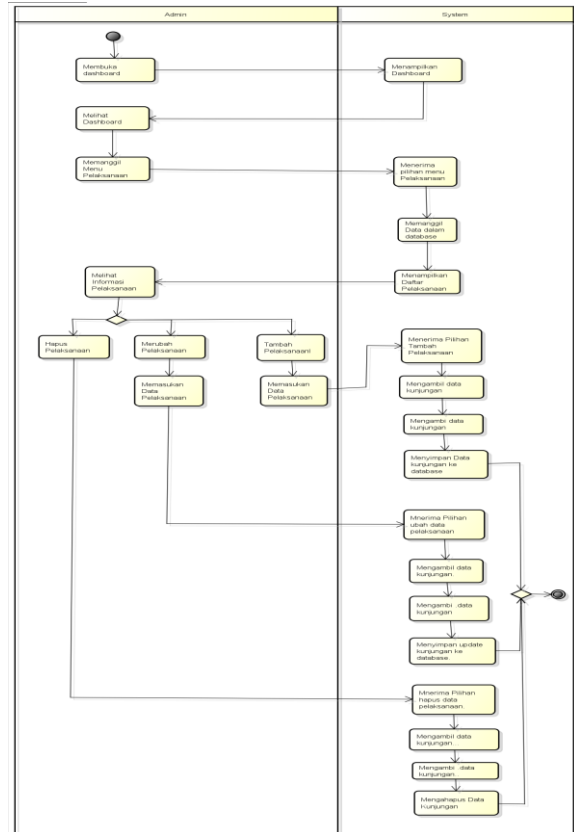 Admin
System
Membuka
dashboard
Menampilkan
Dashboard
Melihat
Dashboard
Memanggil
Menu
Pelaksanaan
Menerima
pilihan menu
Pelaksanaan
Memanggil
Data dalam
database
Melihat
Informasi
Pelaksanaan
Menampilkan
Daftar
Pelaksanaan
Hapus
Pelaksanaan
Merubah
Pelaksanaan
Tambah
Pelaksanaanl
Menerima Pilihan
Tambah
Pelaksanaan
Memasukan
Data
Pelaksanaan
Memasukan
Data
Pelaksanaan
Mengambil data
kunjungan
Mengambi data
kunjungan
Menyimpan Data
kunjungan ke
database
Mnerima Pilihan
ubah data
pelaksanaan
Mengambil data
kunjungan.
Mengambi .data
kunjungan
Menyimpan update
kunjungan ke
database.
Mnerima Pilihan
hapus data
pelaksanaan.
Mengambil data
kunjungan..
Mengambi .data
kunjungan.
Mengahapus Data
Kunjungan